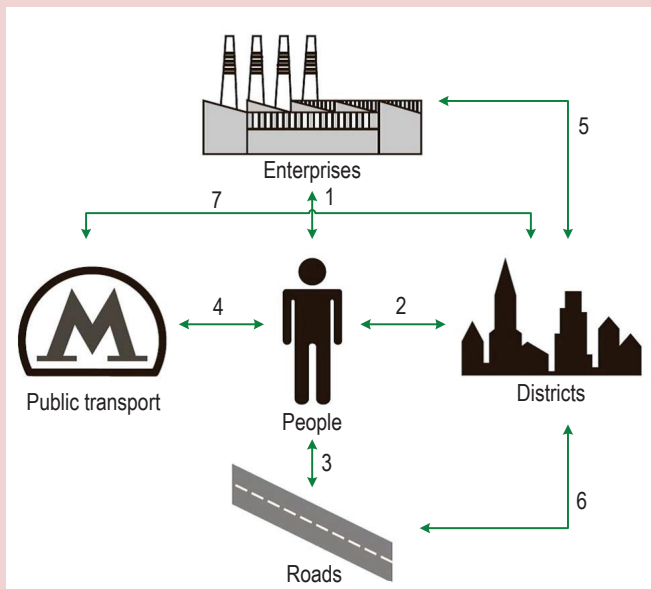 Enterprises
5
7
1
4
2
M
Public transport
People
Districts
3
6
Roads